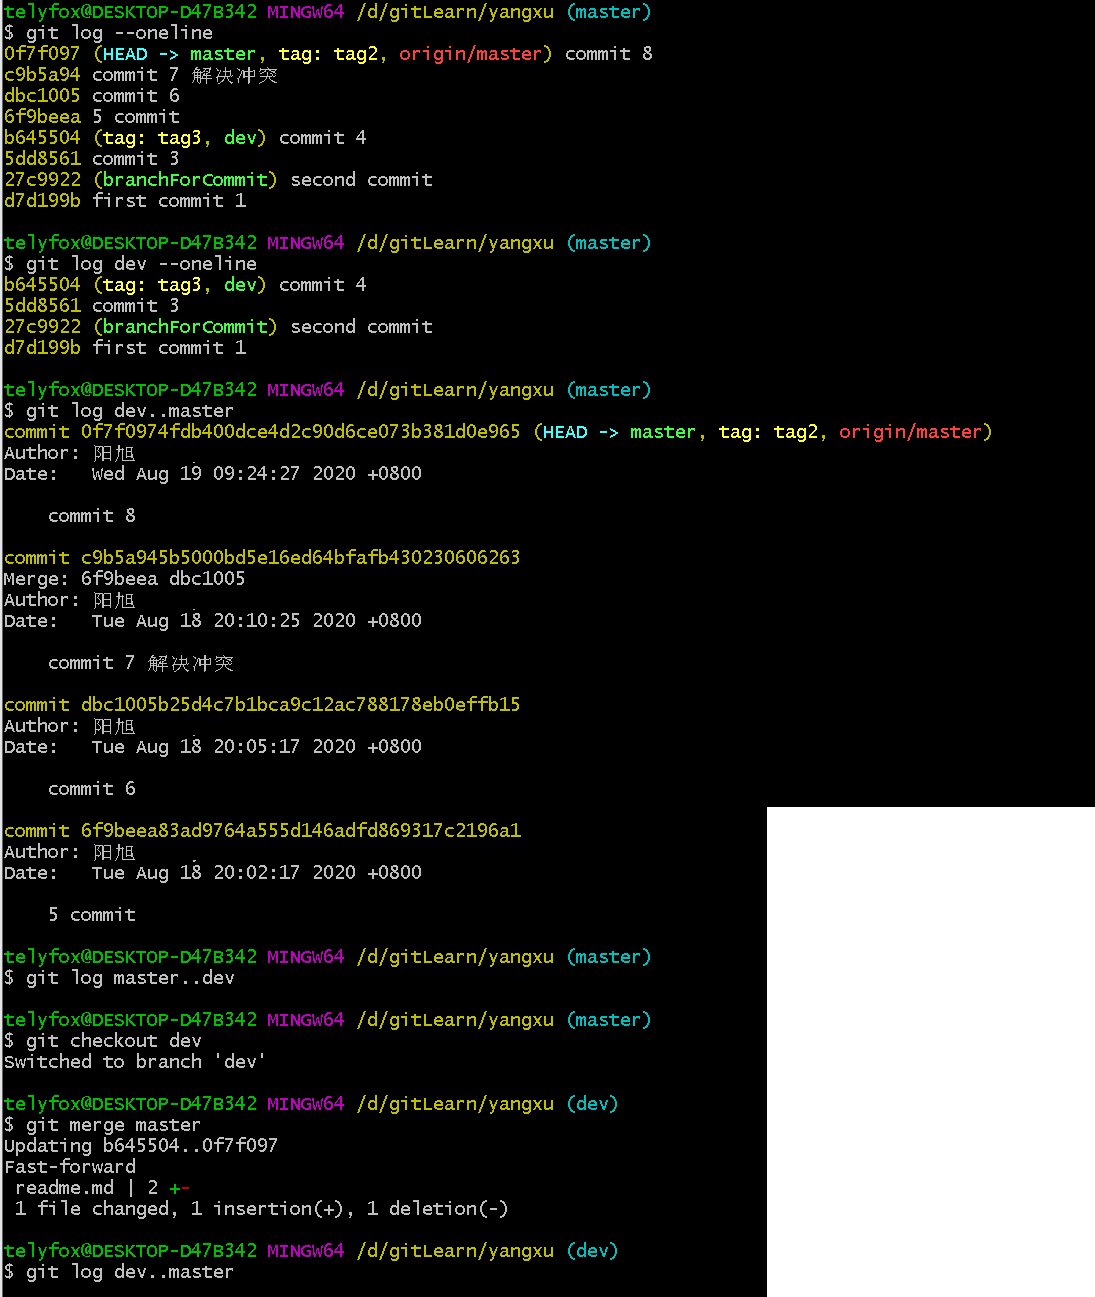 telyfox@DESKTOP-D47B342 MINGW64 /d/gitLearn/yangxu (master)
$ git log --oneline
0f7f097 (HEAD -> master, tag: tag2, origin/master) commit 8
c9b5a94 commit 7 解决冲突
dbc1005 commit 6
6f9beea 5 commit
b645504 (tag: tag3, dev) commit 4
5dd8561 commit 3
27c9922 (branchForCommit) second commit
d7d199b first commit 1
telyfox@DESKTOP-D47B342 MINGW64 /d/gitLearn/yangxu (master)
$ git log dev --oneline
b645504 (tag: tag3, dev) commit 4
5dd8561 commit 3
27c9922 (branchForCommit) second commit
d7d199b first commit 1
telyfox@DESKTOP-D47B342 MINGW64 /d/gitLearn/yangxu (master)
$ git log dev..master
commit 0f7f0974fdb400dce4d2c90d6ce073b381d0e965 (HEAD -> master, tag: tag2, origin/master)
Author: 阳旭
Date:   Wed Aug 19 09:24:27 2020 +0800
commit 8
commit c9b5a945b5000bd5e16ed64bfafb430230606263
Merge: 6f9beea dbc1005
Author: 阳旭
Date:   Tue Aug 18 20:10:25 2020 +0800
commit 7 解决冲突
commit dbc1005b25d4c7b1bca9c12ac788178eb0effb15
Author: 阳旭
Date:   Tue Aug 18 20:05:17 2020 +0800
commit 6
commit 6f9beea83ad9764a555d146adfd869317c2196a1
Author: 阳旭
Date:   Tue Aug 18 20:02:17 2020 +0800
5 commit
telyfox@DESKTOP-D47B342 MINGW64 /d/gitLearn/yangxu (master)
$ git log master..dev
telyfox@DESKTOP-D47B342 MINGW64 /d/gitLearn/yangxu (master)
$ git checkout dev
Switched to branch 'dev'
telyfox@DESKTOP-D47B342 MINGW64 /d/gitLearn/yangxu (dev)
$ git merge master
Updating b645504..0f7f097
Fast-forward
readme.md | 2 +-
1 file changed, 1 insertion(+), 1 deletion(-)
telyfox@DESKTOP-D47B342 MINGW64 /d/gitLearn/yangxu (dev)
$ git log dev..master